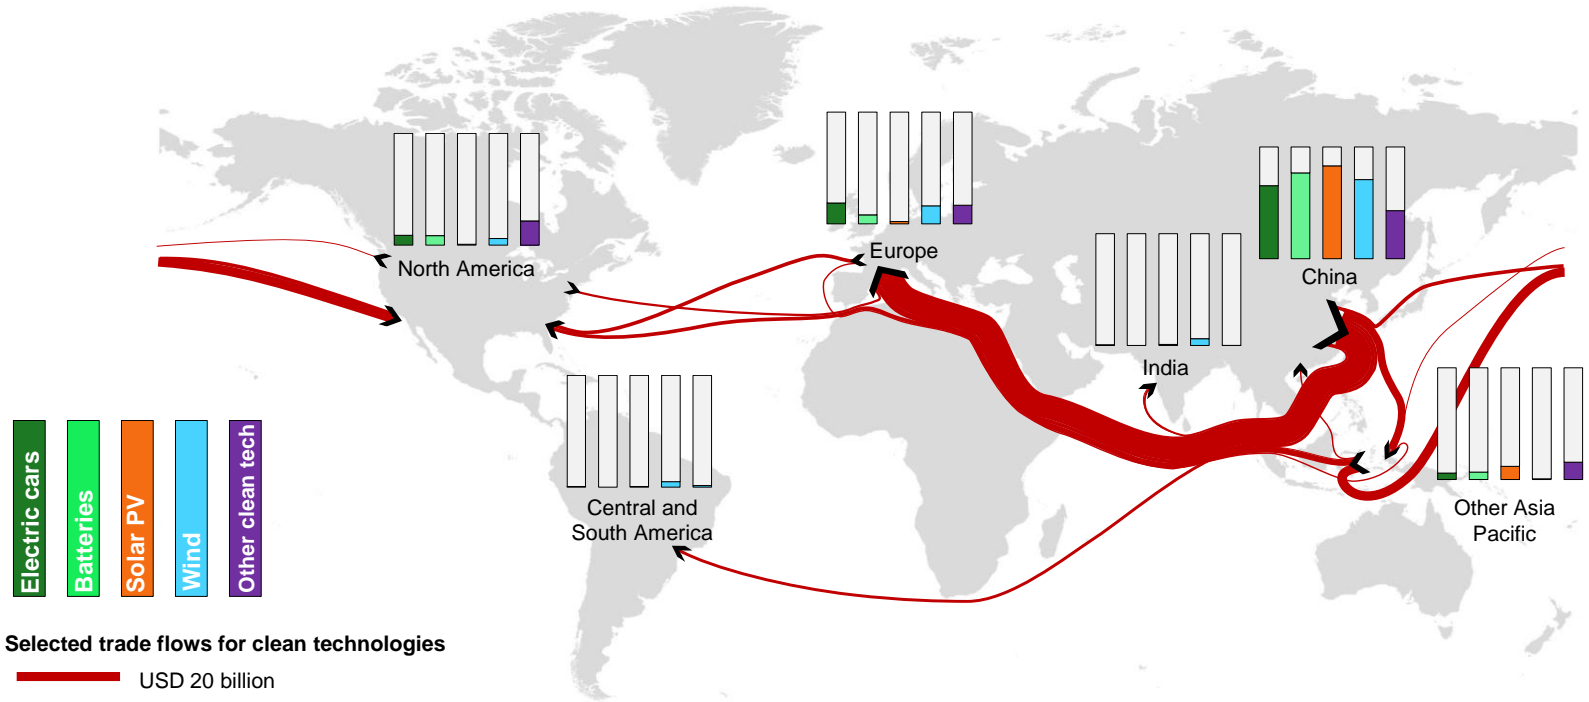 North America
Europe
China
India
Central and
South America
Other Asia
Pacific
Electric cars
Batteries
Solar PV
Wind
Other clean tech
Selected trade flows for clean technologies
USD 20 billion